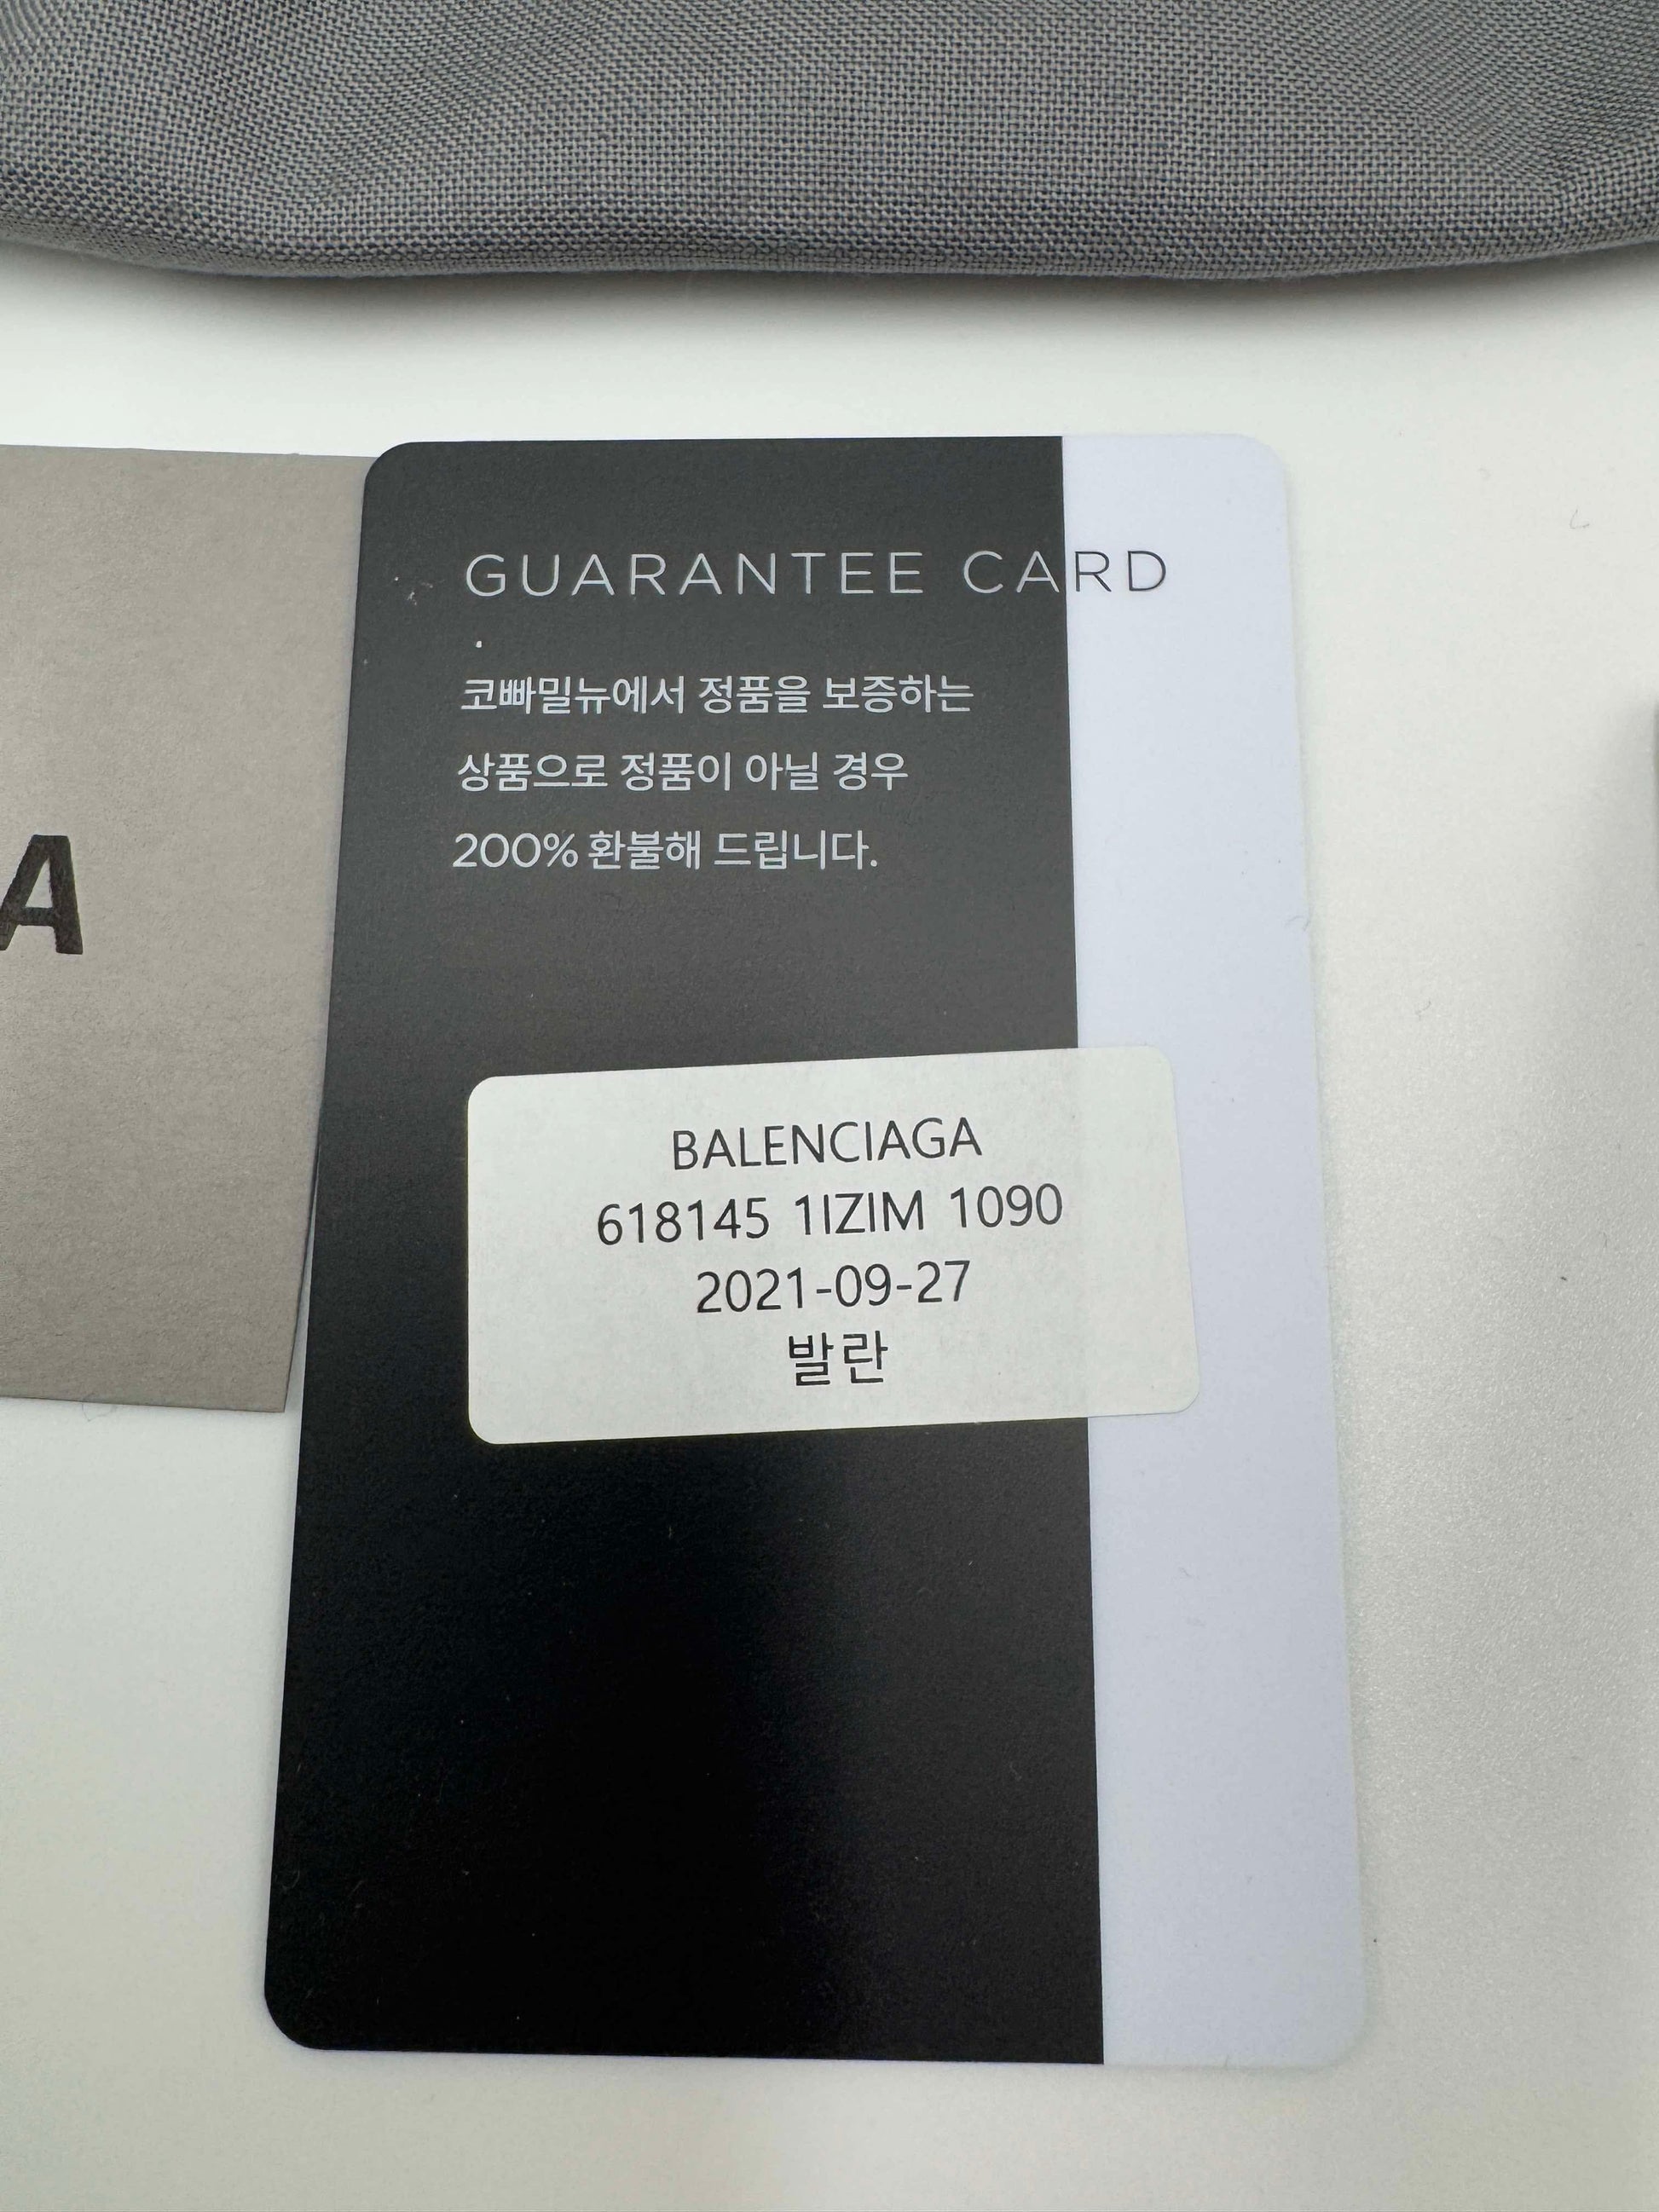 GUARANTEE CARD
코빠밀뉴에서 정품을 보증하는
상품으로 정품이 아닐 경우
200% 환불해 드립니다.
A
BALENCIAGA
618145 1IZIM 1090
2021-09-27
발란